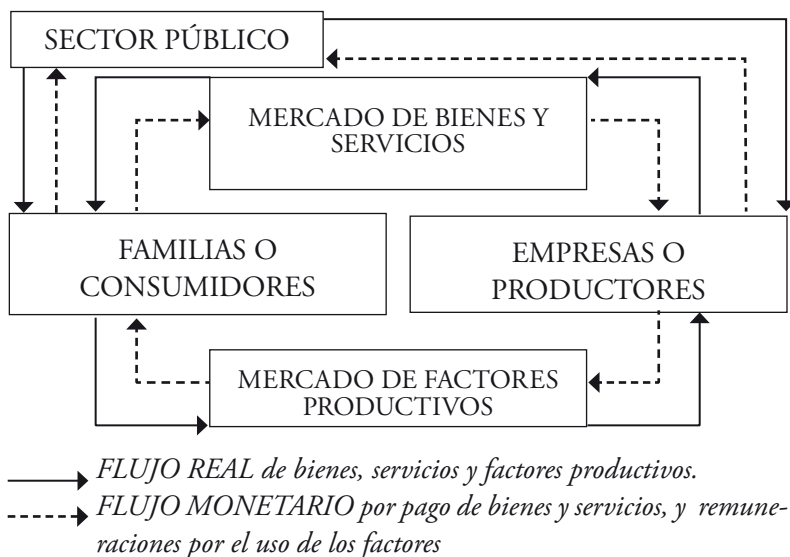 SECTOR PÚBLICO
MERCADO DE BIENES Y
SERVICIOS
FAMILIAS O
CONSUMIDORES
EMPRESAS O
PRODUCTORES
MERCADO DE FACTORES
PRODUCTIVOS
FLUJO REAL de bienes, servicios y factores productivos.
FLUJO MONETARIO por pago de bienes y servicios, y remune-
raciones por el uso de los factores